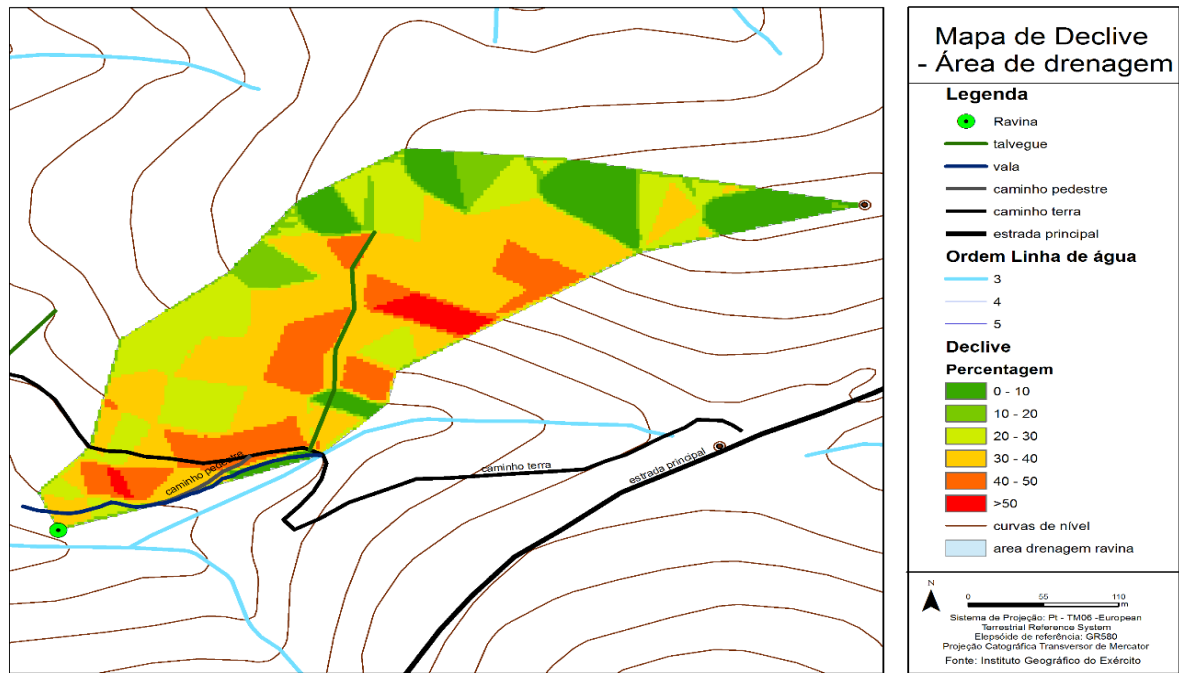 caminho pedestre
caminho terra
estrada principal
Mapa de Declive
- Área de drenagem
Legenda
Ravina
talvegue
vala
caminho pedestre
caminho terra
estrada principal
Ordem Linha de água
3
4
5
Declive
Percentagem
0 - 10
10 - 20
20 - 30
30 - 40
40 - 50
>50
curvas de nível
area drenagem ravina
N
0 55 110
m
Sistema de Projeção: Pt - TM06 -European
Terrestrial Reference System
Elepsóide de referência: GR580
Projeção Catográfica Transversor de Mercator
Fonte: Instituto Geográfico do Exército